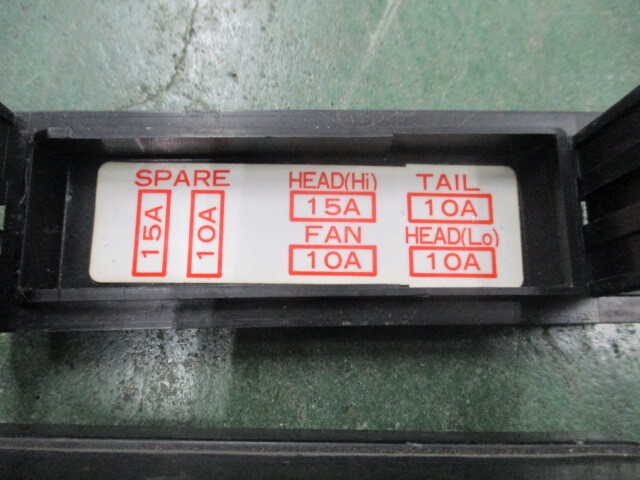 SPARE
15A
10A
HEAD(Hi)
15A
TAIL
10A
FAN
10A
HEAD(Lo)
10A